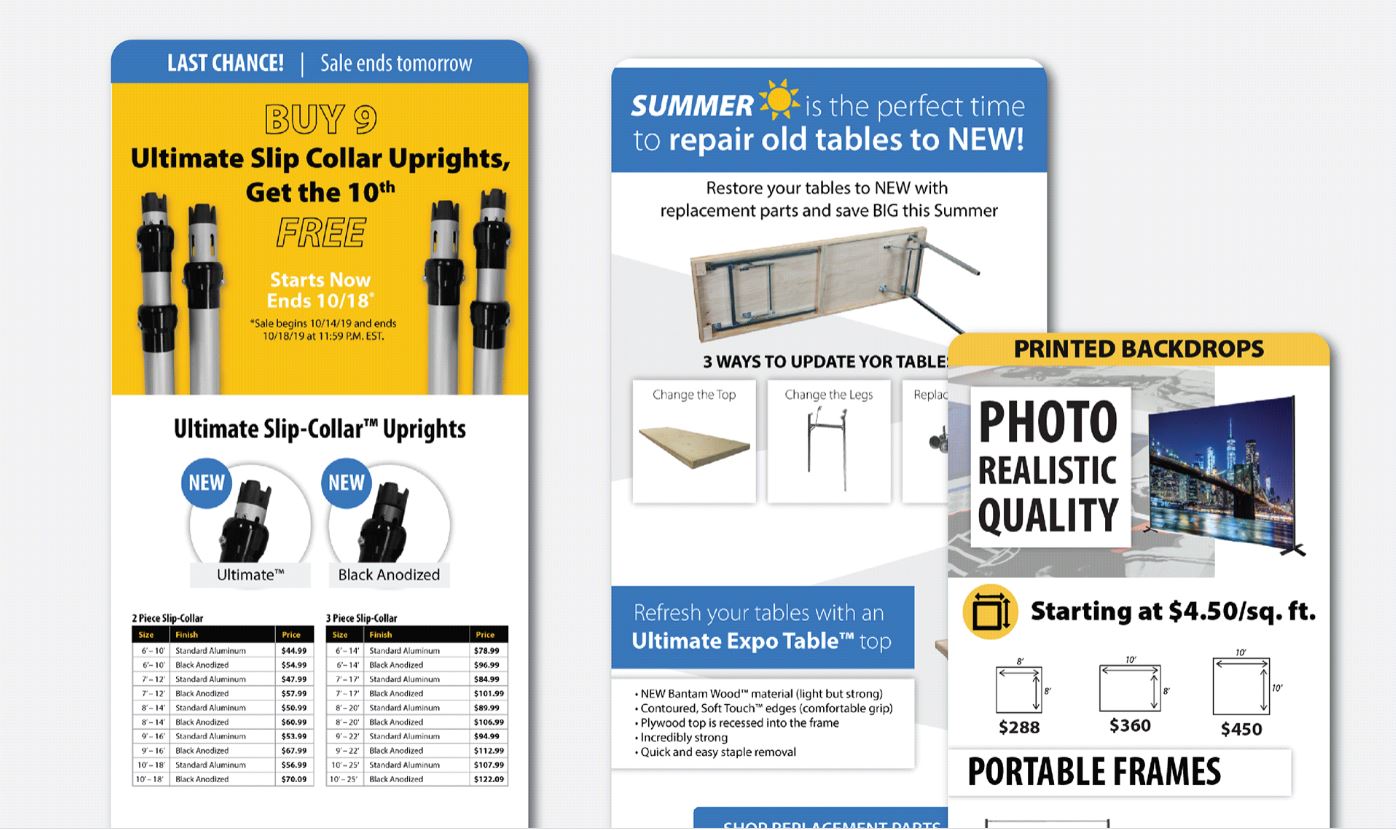 LAST CHANCE! | Sale ends tomorrow
BUY 9
Ultimate Slip Collar Uprights,
Get the 10th
FREE
Starts Now
Ends 10/18*
*Sale begins 10/14/19 and ends
10/18/19 at 11:59 P.M. EST.
Ultimate Slip-Collar™ Uprights
NEW
NEW
Ultimate™
Black Anodized
2 Piece Slip-Collar
Size Finish Price
6'– 10' Standard Aluminum $44.99
6'– 10' Black Anodized $54.99
7'– 12' Standard Aluminum $47.99
7'– 12' Black Anodized $57.99
8'– 14' Standard Aluminum $50.99
8'– 14' Black Anodized $60.99
9'– 16' Standard Aluminum $53.99
9'– 16' Black Anodized $67.99
10'– 18' Standard Aluminum $56.99
10'– 18' Black Anodized $70.09
3 Piece Slip-Collar
Size Finish Price
6'– 14' Standard Aluminum $78.99
6'– 14' Black Anodized $96.99
7'– 17' Standard Aluminum $84.99
7'– 17' Black Anodized $101.99
8'– 20' Standard Aluminum $89.99
8'– 20' Black Anodized $106.99
9'– 22' Standard Aluminum $94.99
9'– 22' Black Anodized $112.99
10'– 25' Standard Aluminum $107.99
10'– 25' Black Anodized $122.09
SUMMER is the perfect time
to repair old tables to NEW!
Restore your tables to NEW with
replacement parts and save BIG this Summer
3 WAYS TO UPDATE YOR TABLES
Change the Top
Change the Legs
Replac
Refresh your tables with an
Ultimate Expo Table™ top
• NEW Bantam Wood™ material (light but strong)
• Contoured, Soft Touch™ edges (comfortable grip)
• Plywood top is recessed into the frame
• Incredibly strong
• Quick and easy staple removal
SHOP REPLACEMENT PARTS
PRINTED BACKDROPS
PHOTO
REALISTIC
QUALITY
Starting at $4.50/sq. ft.
8'
8'
$288
10'
8'
$360
10'
10'
$450
PORTABLE FRAMES